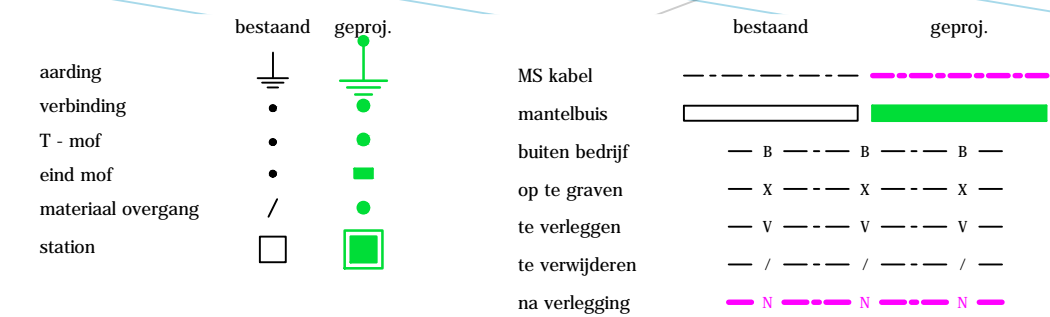 bestaand geproj.
aarding
verbinding
T - mof
eind mof
materiaal overgang
station
bestaand geproj.
MS kabel
mantelbuis
buiten bedrijf B B B
op te graven X X X
te verleggen V V V
te verwijderen / / /
na verlegging N N N